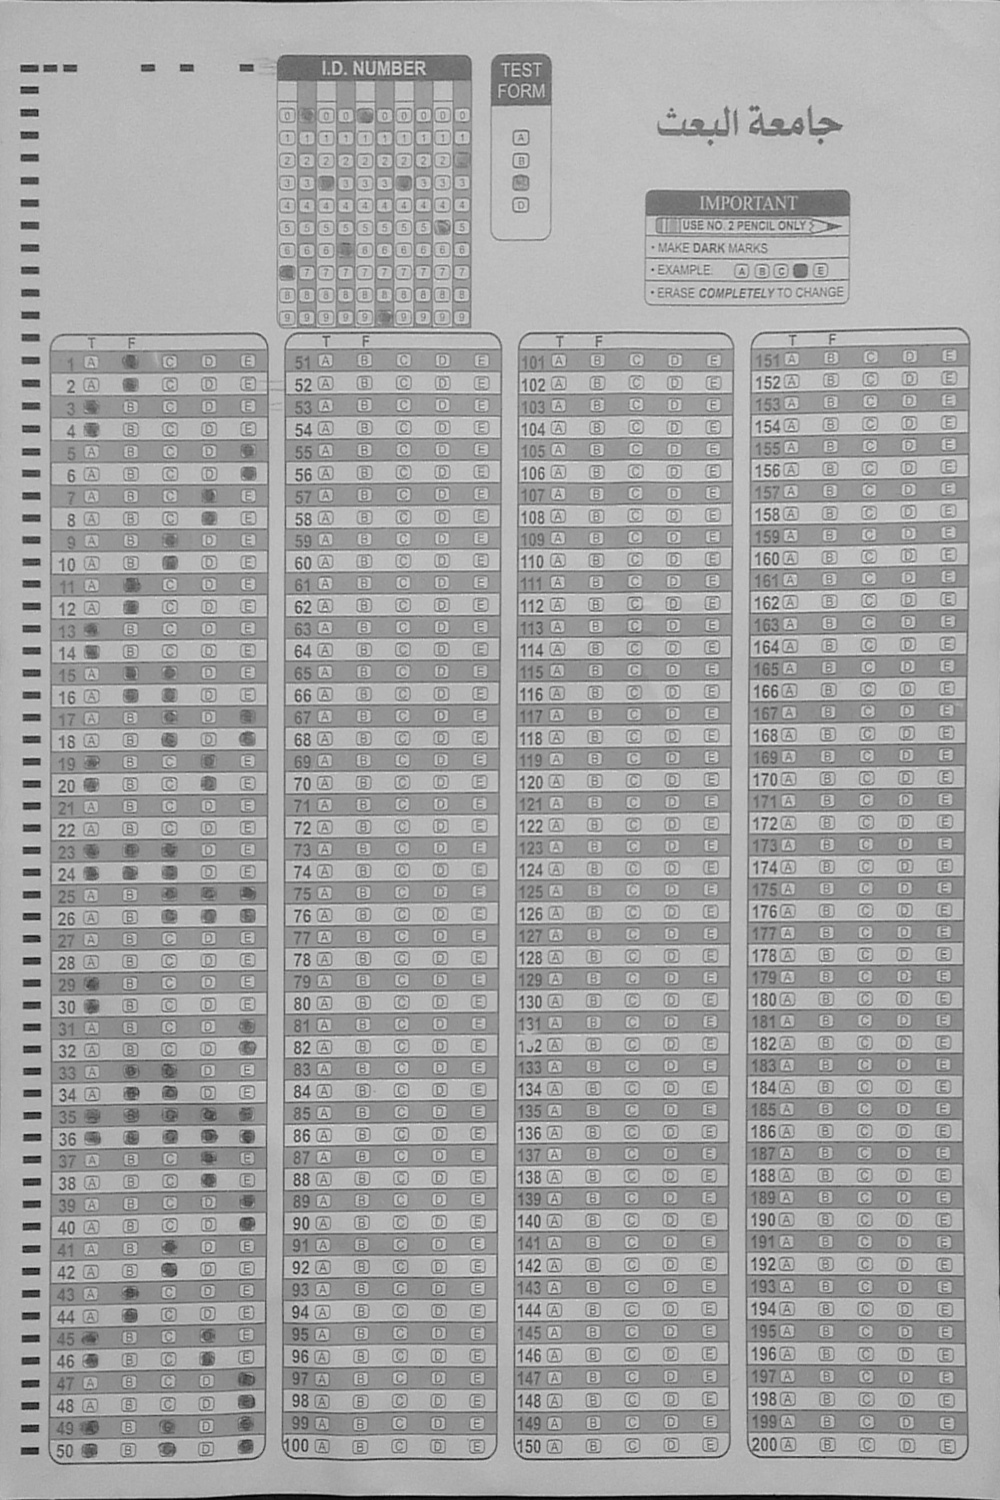 I.D. NUMBER
0 0 0 0 0 0 0 0
1 1 1 1 1 1 1 1 1 1
2 2 2 2 2 2 2 2 2
3 3 3 3 3 3 3 3
4 4 4 4 4 4 4 4 4 4
5 5 5 5 5 5 5 5 5
6 6 6 6 6 6 6 6 6
7 7 7 7 7 7 7 7 7
8 8 8 8 8 8 8 8 8 8
9 9 9 9 9 9 9 9 9
TEST
FORM
A
B
D
جامعة البعث
IMPORTANT
USE NO. 2 PENCIL ONLY
• MAKE DARK MARKS
• EXAMPLE: A B C E
• ERASE COMPLETELY TO CHANGE
T F T F T F T F
1 A C D E 51 A B C D E 101 A B C D E 151 A B C D E
2 A C D E 52 A B C D E 102 A B C D E 152 A B C D E
3 B C D E 53 A B C D E 103 A B C D E 153 A B C D E
4 B C D E 54 A B C D E 104 A B C D E 154 A B C D E
5 A B C D 55 A B C D E 105 A B C D E 155 A B C D E
6 A B C D 56 A B C D E 106 A B C D E 156 A B C D E
7 A B C E 57 A B C D E 107 A B C D E 157 A B C D E
8 A B C E 58 A B C D E 108 A B C D E 158 A B C D E
9 A B D E 59 A B C D E 109 A B C D E 159 A B C D E
10 A B D E 60 A B C D E 110 A B C D E 160 A B C D E
11 A C D E 61 A B C D E 111 A B C D E 161 A B C D E
12 A C D E 62 A B C D E 112 A B C D E 162 A B C D E
13 B C D E 63 A B C D E 113 A B C D E 163 A B C D E
14 B C D E 64 A B C D E 114 A B C D E 164 A B C D E
15 A D E 65 A B C D E 115 A B C D E 165 A B C D E
16 A D E 66 A B C D E 116 A B C D E 166 A B C D E
17 A B D 67 A B C D E 117 A B C D E 167 A B C D E
18 A B D 68 A B C D E 118 A B C D E 168 A B C D E
19 B C E 69 A B C D E 119 A B C D E 169 A B C D E
20 B C E 70 A B C D E 120 A B C D E 170 A B C D E
21 A B C D E 71 A B C D E 121 A B C D E 171 A B C D E
22 A B C D E 72 A B C D E 122 A B C D E 172 A B C D E
23 D E 73 A B C D E 123 A B C D E 173 A B C D E
24 D E 74 A B C D E 124 A B C D E 174 A B C D E
25 A B 75 A B C D E 125 A B C D E 175 A B C D E
26 A B 76 A B C D E 126 A B C D E 176 A B C D E
27 A B C D E 77 A B C D E 127 A B C D E 177 A B C D E
28 A B C D E 78 A B C D E 128 A B C D E 178 A B C D E
29 B C D E 79 A B C D E 129 A B C D E 179 A B C D E
30 B C D E 80 A B C D E 130 A B C D E 180 A B C D E
31 A B C D 81 A B C D E 131 A B C D E 181 A B C D E
32 A B C D 82 A B C D E 132 A B C D E 182 A B C D E
33 A D E 83 A B C D E 133 A B C D E 183 A B C D E
34 A D E 84 A B C D E 134 A B C D E 184 A B C D E
35 85 A B C D E 135 A B C D E 185 A B C D E
36 86 A B C D E 136 A B C D E 186 A B C D E
37 A B C E 87 A B C D E 137 A B C D E 187 A B C D E
38 A B C E 88 A B C D E 138 A B C D E 188 A B C D E
39 A B C D 89 A B C D E 139 A B C D E 189 A B C D E
40 A B C D 90 A B C D E 140 A B C D E 190 A B C D E
41 A B D E 91 A B C D E 141 A B C D E 191 A B C D E
42 A B D E 92 A B C D E 142 A B C D E 192 A B C D E
43 A C D E 93 A B C D E 143 A B C D E 193 A B C D E
44 A C D E 94 A B C D E 144 A B C D E 194 A B C D E
45 B C E 95 A B C D E 145 A B C D E 195 A B C D E
46 B C E 96 A B C D E 146 A B C D E 196 A B C D E
47 A B C D 97 A B C D E 147 A B C D E 197 A B C D E
48 A B C D 98 A B C D E 148 A B C D E 198 A B C D E
49 B D 99 A B C D E 149 A B C D E 199 A B C D E
50 B D 100 A B C D E 150 A B C D E 200 A B C D E